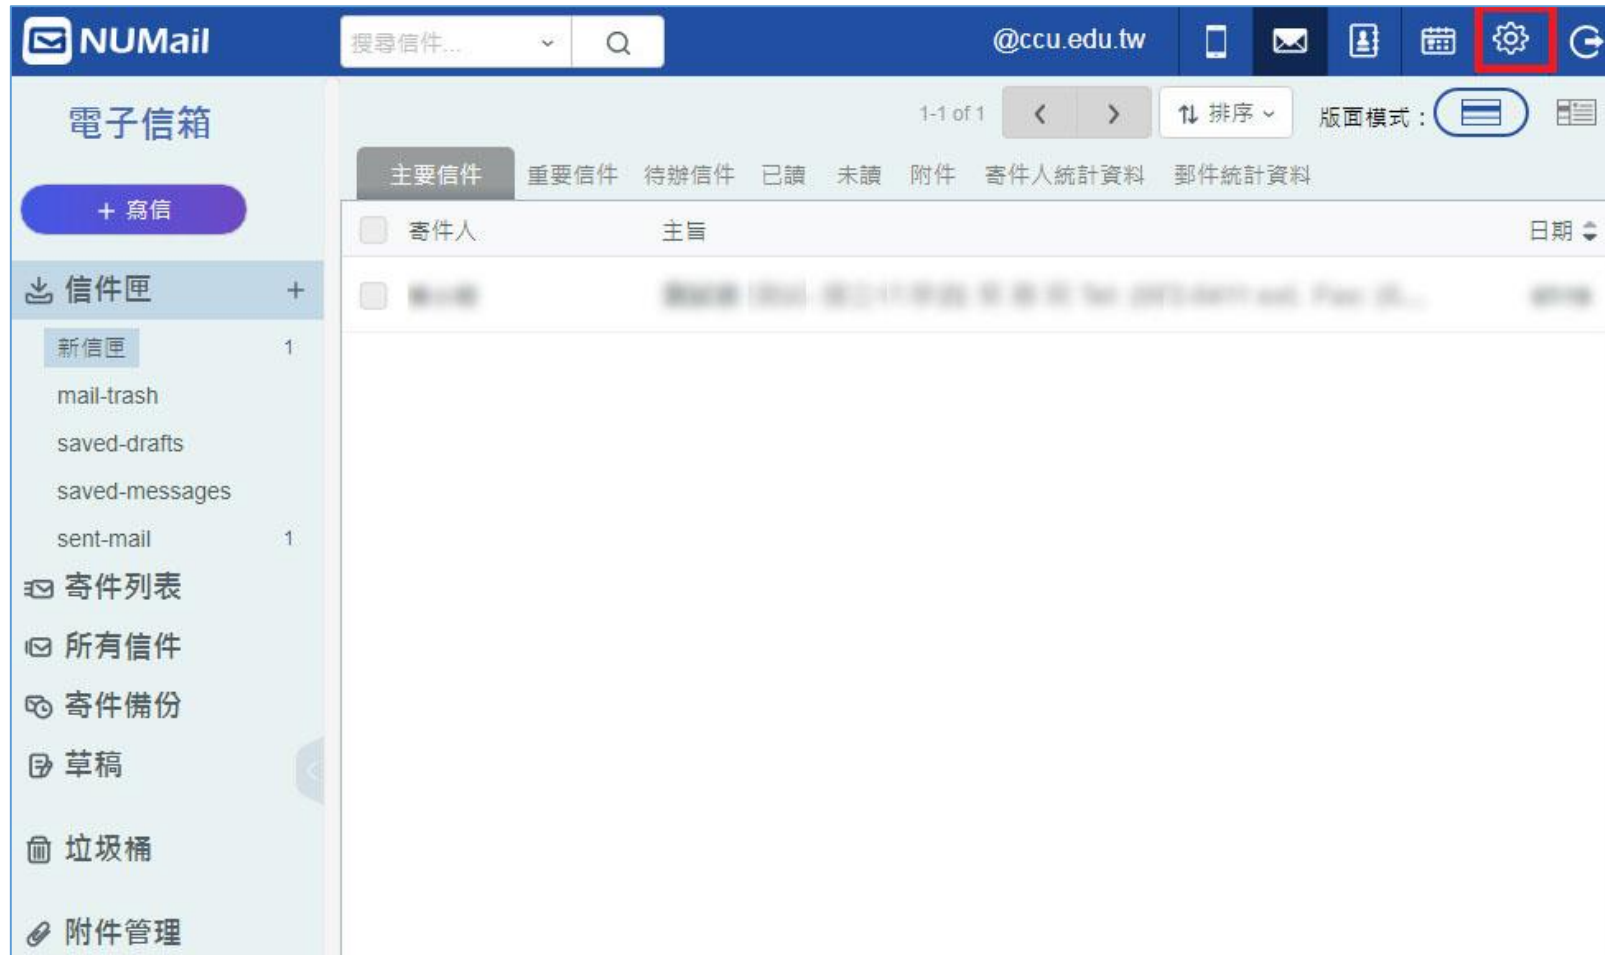 NUMail
搜尋信件...
@ccu.edu.tw
電子信箱
1-1 of 1
排序
版面模式：
主要信件 重要信件 待辦信件 已讀 未讀 附件 寄件人統計資料 郵件統計資料
+ 寫信
寄件人 主旨 日期
信件匣 +
新信匣 1
mail-trash
saved-drafts
saved-messages
sent-mail 1
寄件列表
所有信件
寄件備份
草稿
垃圾桶
附件管理